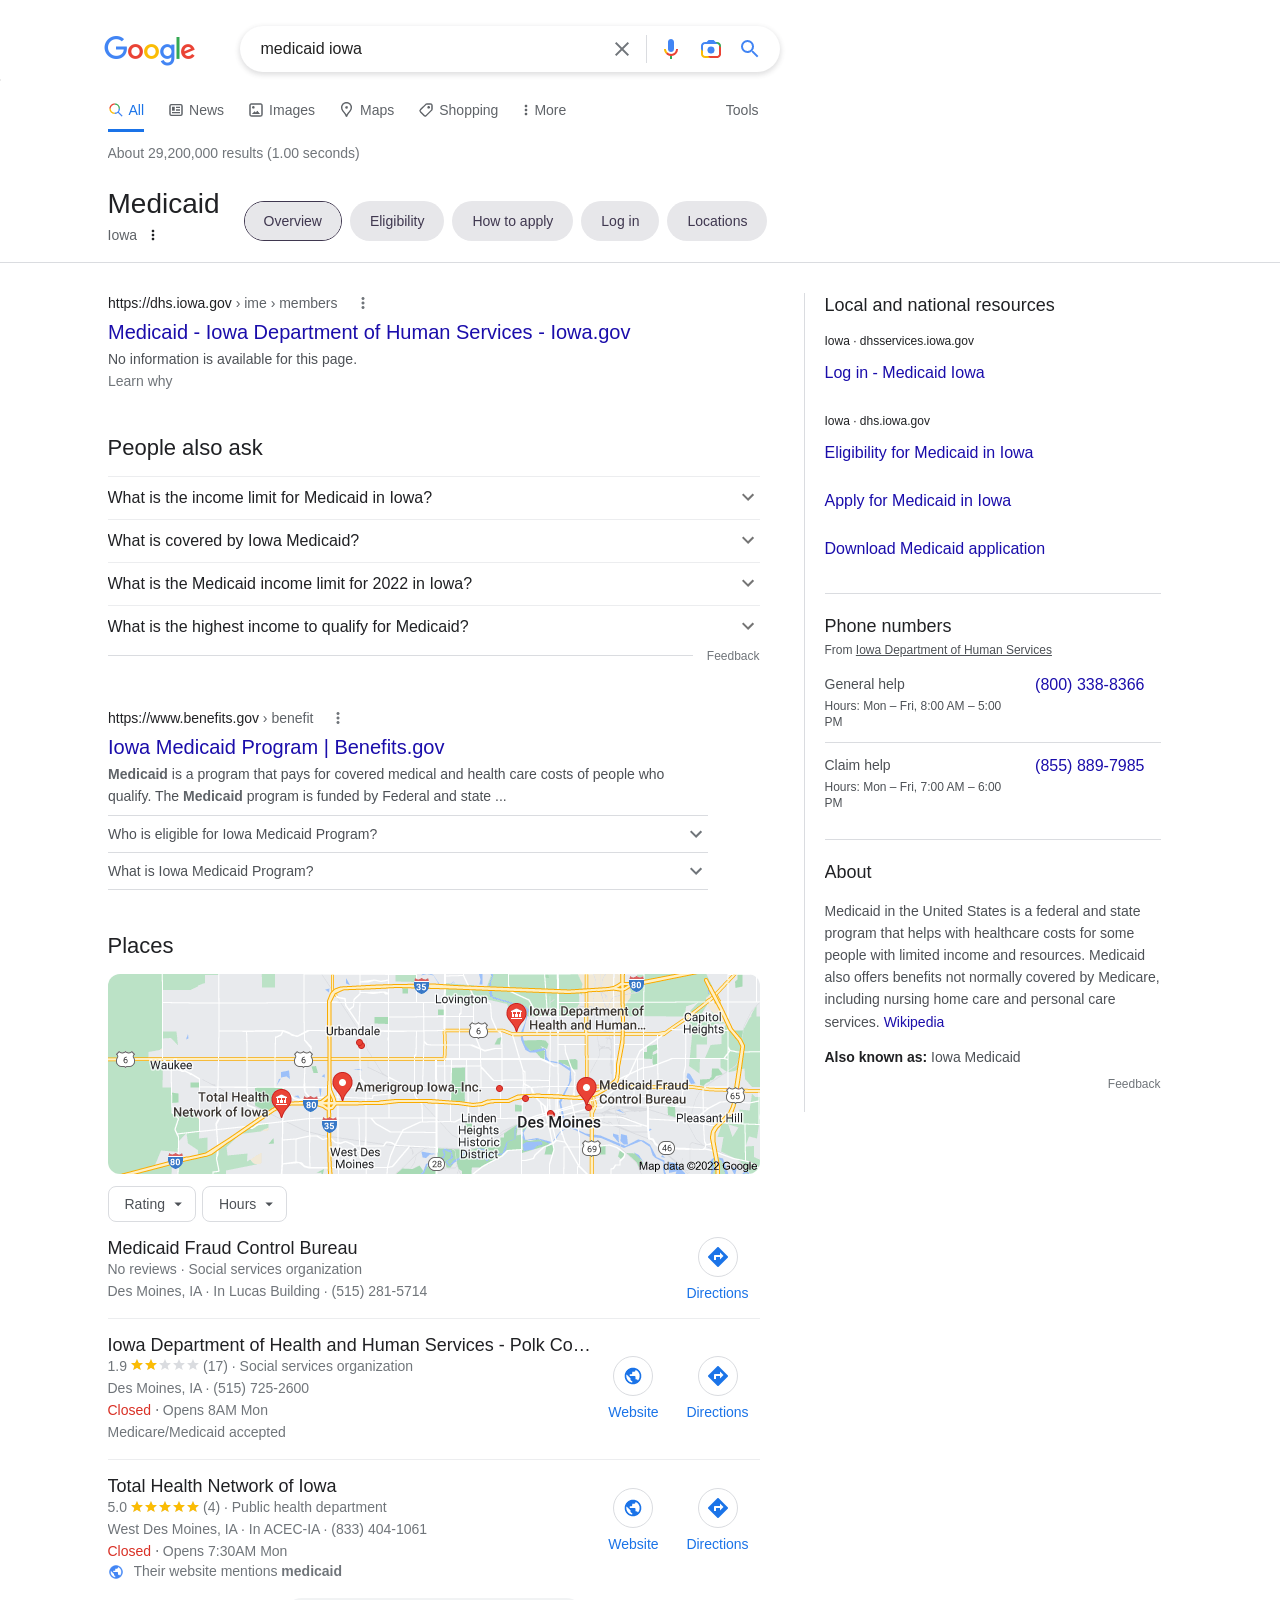 Google
medicaid iowa
All
News
Images
Maps
Shopping
More
Tools
About 29,200,000 results (1.00 seconds)
Medicaid
Iowa
Overview
Eligibility
How to apply
Log in
Locations
https://dhs.iowa.gov › ime › members
Medicaid - Iowa Department of Human Services - Iowa.gov
No information is available for this page.
Learn why
People also ask
What is the income limit for Medicaid in Iowa?
What is covered by Iowa Medicaid?
What is the Medicaid income limit for 2022 in Iowa?
What is the highest income to qualify for Medicaid?
Feedback
https://www.benefits.gov › benefit
Iowa Medicaid Program | Benefits.gov
Medicaid is a program that pays for covered medical and health care costs of people who
qualify. The Medicaid program is funded by Federal and state ...
Who is eligible for Iowa Medicaid Program?
What is Iowa Medicaid Program?
Places
35
80
Lovington
Iowa Department of
Health and Human...
Capitol
Heights
Urbandale
6
6
6
Waukee
Total Health
Network of Iowa
Amerigroup Iowa, Inc.
Medicaid Fraud
Control Bureau
65
80
35
Des Moines
Linden
Heights
Historic
District
Pleasant Hill
West Des
Moines
80
28
69
46
Map data ©2022 Google
Rating
Hours
Medicaid Fraud Control Bureau
No reviews · Social services organization
Des Moines, IA · In Lucas Building · (515) 281-5714
Directions
Iowa Department of Health and Human Services - Polk Co…
1.9 (17) · Social services organization
Des Moines, IA · (515) 725-2600
Closed · Opens 8AM Mon
Medicare/Medicaid accepted
Website
Directions
Total Health Network of Iowa
5.0 (4) · Public health department
West Des Moines, IA · In ACEC-IA · (833) 404-1061
Closed · Opens 7:30AM Mon
Their website mentions medicaid
Website
Directions
Local and national resources
Iowa · dhsservices.iowa.gov
Log in - Medicaid Iowa
Iowa · dhs.iowa.gov
Eligibility for Medicaid in Iowa
Apply for Medicaid in Iowa
Download Medicaid application
Phone numbers
From Iowa Department of Human Services
General help
(800) 338-8366
Hours: Mon – Fri, 8:00 AM – 5:00
PM
Claim help
(855) 889-7985
Hours: Mon – Fri, 7:00 AM – 6:00
PM
About
Medicaid in the United States is a federal and state
program that helps with healthcare costs for some
people with limited income and resources. Medicaid
also offers benefits not normally covered by Medicare,
including nursing home care and personal care
services. Wikipedia
Also known as: Iowa Medicaid
Feedback